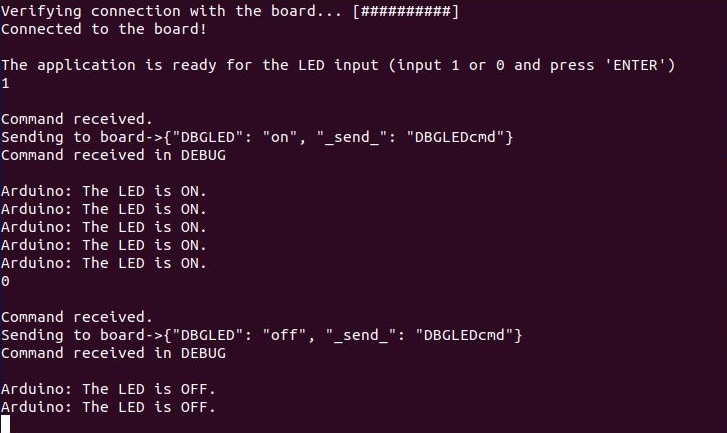 Verifying connection with the board... [##########]
Connected to the board!
The application is ready for the LED input (input 1 or 0 and press 'ENTER')
1
Command received.
Sending to board->{"DBGLED": "on", "_send_": "DBGLEDcmd"}
Command received in DEBUG
Arduino: The LED is ON.
Arduino: The LED is ON.
Arduino: The LED is ON.
Arduino: The LED is ON.
Arduino: The LED is ON.
0
Command received.
Sending to board->{"DBGLED": "off", "_send_": "DBGLEDcmd"}
Command received in DEBUG
Arduino: The LED is OFF.
Arduino: The LED is OFF.